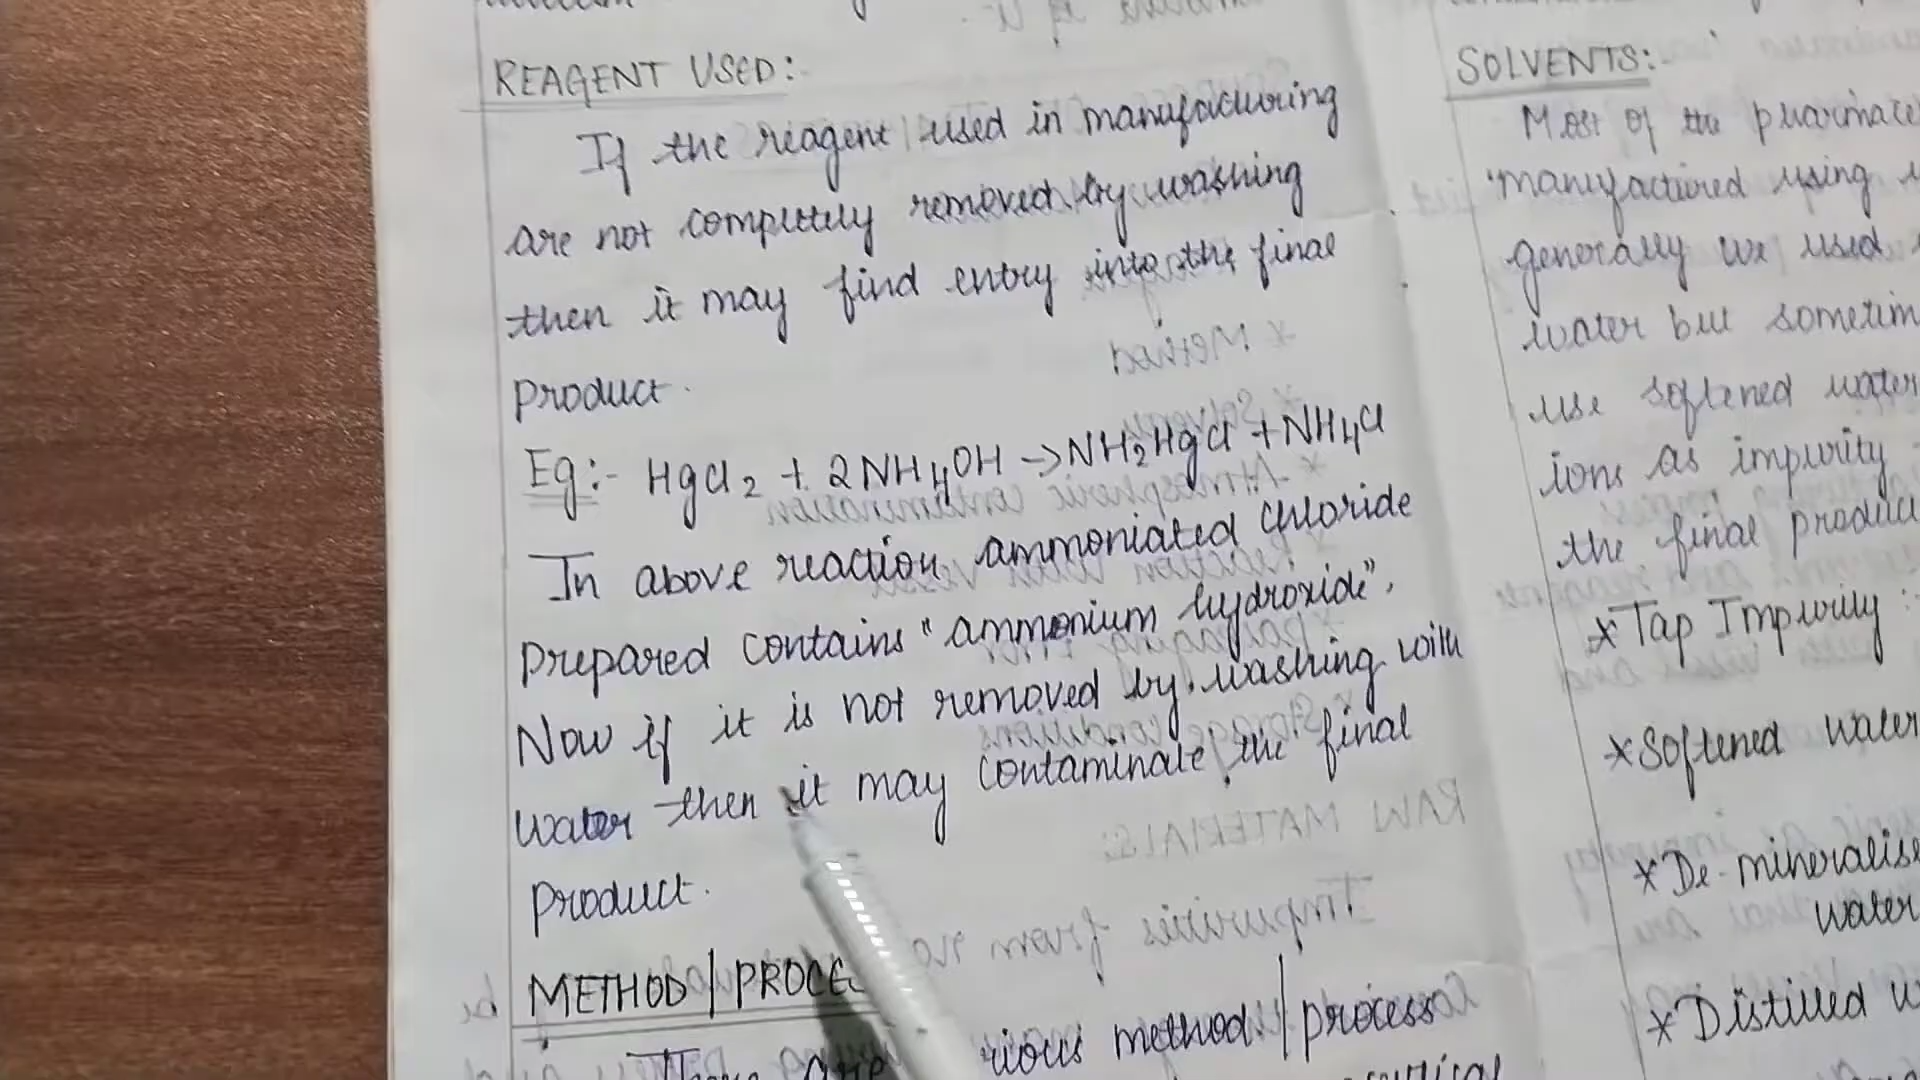 REAGENT USED:
If the reagent used in manufacturing
are not completely removed by washing
then it may find entry into the final
product.
Eg:- HgCl2 + 2NH4OH → NH2HgCl + NH4Cl
In above reaction ammoniated chloride
prepared contains "ammonium hydroxide".
Now if it is not removed by washing with
water then it may contaminate the final
product.
METHOD/PROCE
method/process
SOLVENTS:-
Most of the
manufactured using
generally we used
water but
use softened water
ions as impurity
the final product
* Tap Impurity :
* Softened water
* De-mineralise
water
* Distilled